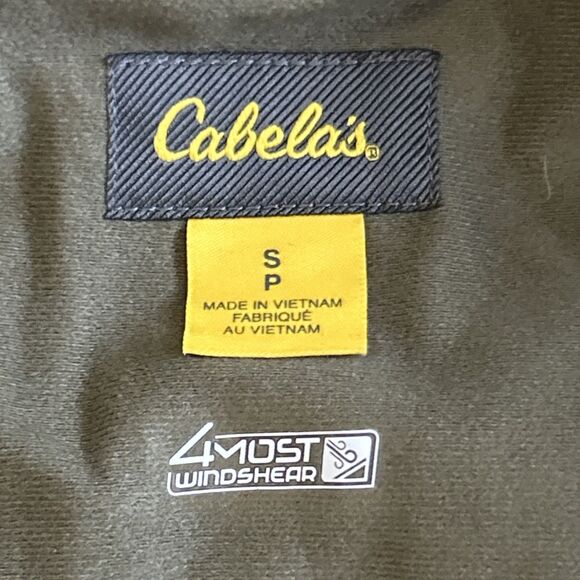 Cabela's®
S
P
MADE IN VIETNAM
FABRIQUÉ
AU VIETNAM
4MOST
WINDSHEAR